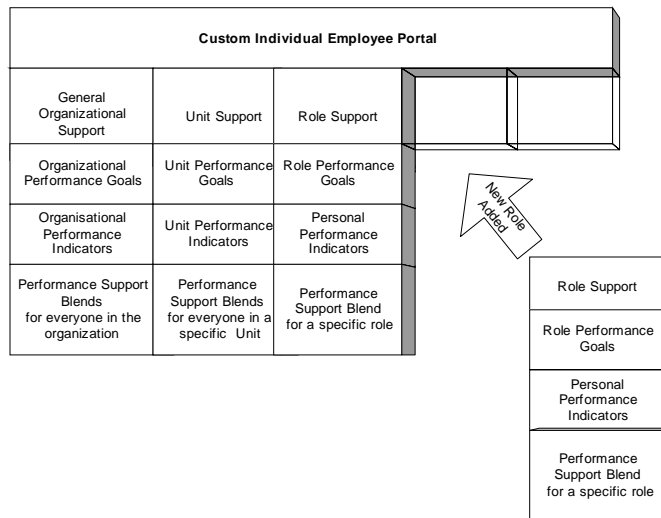 Custom Individual Employee Portal
General
Organizational
Support
Unit Support
Role Support
Organizational
Performance Goals
Unit Performance
Goals
Role Performance
Goals
Organisational
Performance
Indicators
Unit Performance
Indicators
Personal
Performance
Indicators
Performance Support
Blends
for everyone in the
organization
Performance
Support Blends
for everyone in a
specific Unit
Performance
Support Blend
for a specific role
New Role
Added
Role Support
Role Performance
Goals
Personal
Performance
Indicators
Performance
Support Blend
for a specific role